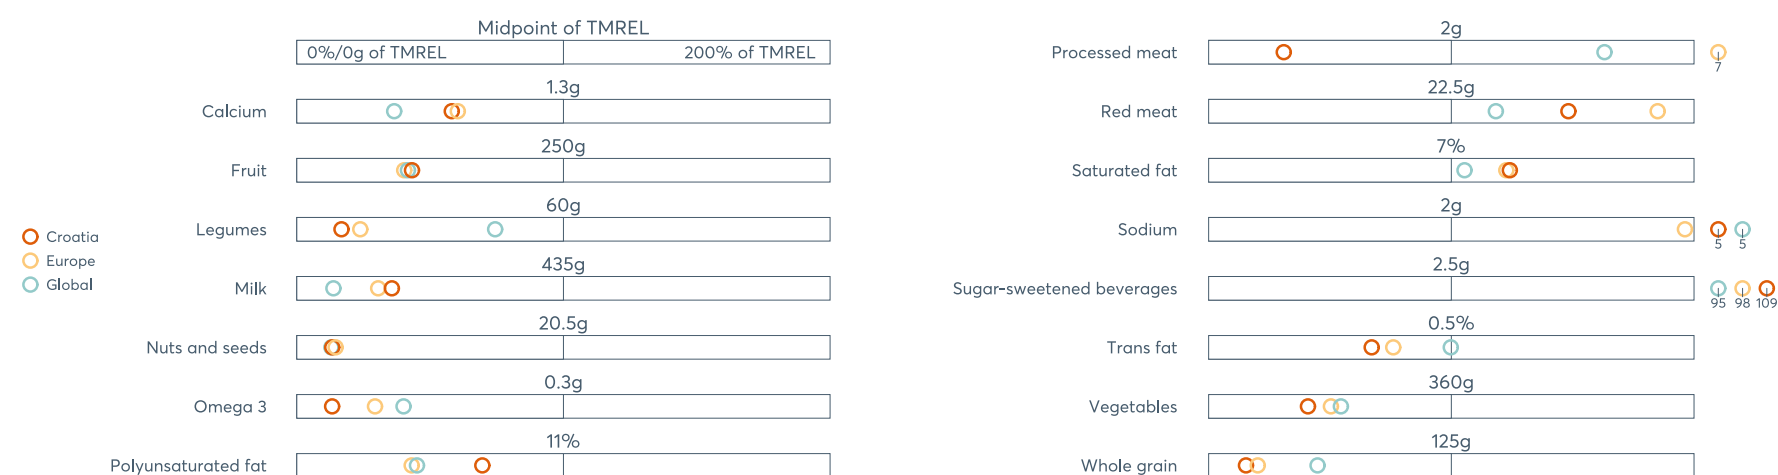 Midpoint of TMREL
0%/0g of TMREL
200% of TMREL
1.3g
Calcium
250g
Fruit
60g
Legumes
435g
Milk
20.5g
Nuts and seeds
0.3g
Omega 3
11%
Polyunsaturated fat
Croatia
Europe
Global
2g
Processed meat
7
22.5g
Red meat
7%
Saturated fat
2g
Sodium
5 5
2.5g
Sugar-sweetened beverages
95 98 109
0.5%
Trans fat
360g
Vegetables
125g
Whole grain